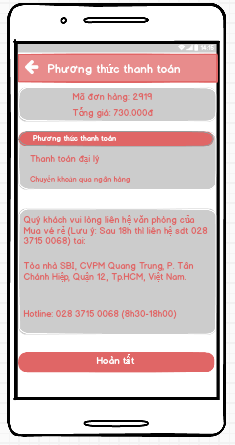 14:15
Phương thức thanh toán
Mã đơn hàng: 2919
Tổng giá: 730.000đ
Phương thức thanh toán
Thanh toán đại lý
Chuyển khoản qua ngân hàng
Quý khách vui lòng liên hệ văn phòng của
Mua vé rẻ (Lưu ý: Sau 18h thì liên hệ sdt 028
3715 0068) tại:
Tòa nhà SBI, CVPM Quang Trung, P. Tân
Chánh Hiệp, Quận 12, Tp.HCM, Việt Nam.
Hotline: 028 3715 0068 (8h30-18h00)
Hoàn tất